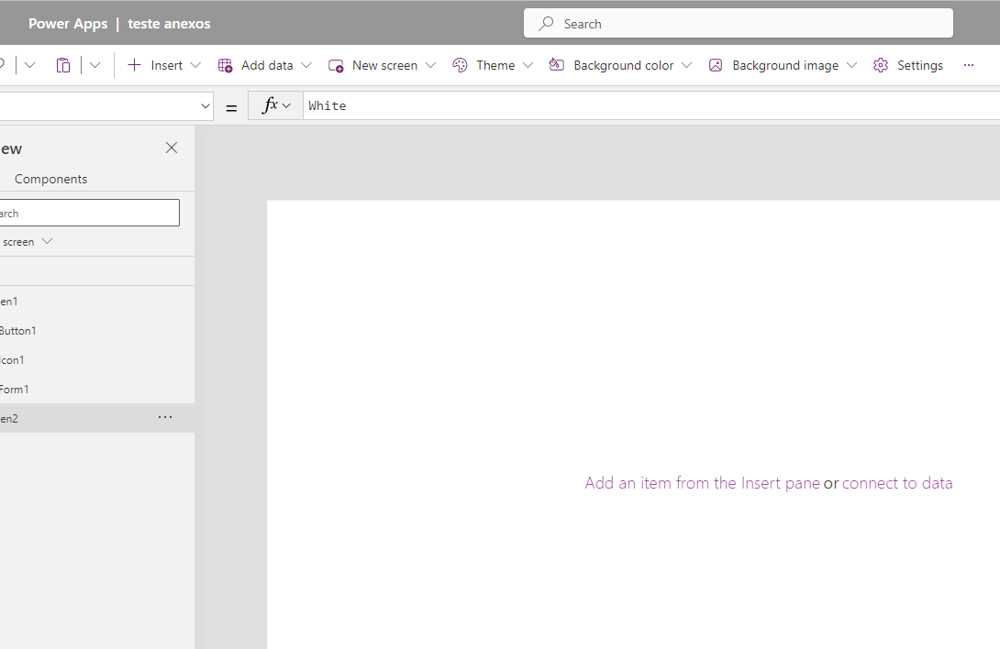 Power Apps | teste anexos
Search
Insert
Add data
New screen
Theme
Background color
Background image
Settings
...
= fx White
ew
Components
arch
screen
en1
Button1
Icon1
Form1
en2
...
Add an item from the Insert pane or connect to data